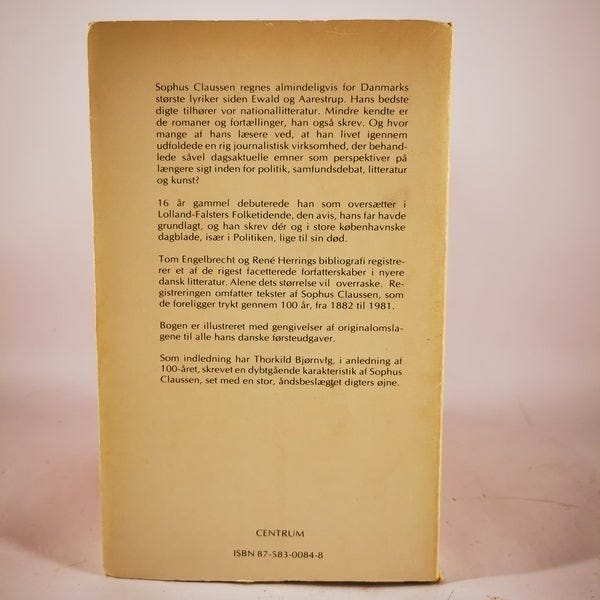 Sophus Claussen regnes almindeligvis for Danmarks
største lyriker siden Ewald og Aarestrup. Hans bedste
digte tilhører vor nationallitteratur. Mindre kendte er
de romaner og fortællinger, han også skrev. Og hvor
mange af hans læsere ved, at han livet igennem
udfoldede en rig journalistisk virksomhed, der behand-
lede såvel dagsaktuelle emner som perspektiver på
længere sigt inden for politik, samfundsdebat, litteratur
og kunst?
16 år gammel debuterede han som oversætter i
Lolland-Falsters Folketidende, den avis, hans far havde
grundlagt, og han skrev dér og i store københavnske
dagblade, især i Politiken, lige til sin død.
Tom Engelbrecht og René Herrings bibliografi registre-
rer et af de rigest facetterede forfatterskaber i nyere
dansk litteratur. Alene dets størrelse vil overraske. Re-
gistreringen omfatter tekster af Sophus Claussen, som
de foreligger trykt gennem 100 år, fra 1882 til 1981.
Bogen er illustreret med gengivelser af originalomsla-
gene til alle hans danske førsteudgaver.
Som indledning har Thorkild Bjørnvig, i anledning af
100-året, skrevet en dybtgående karakteristik af Sophus
Claussen, set med en stor, åndsbeslægtet digters øjne.
CENTRUM
ISBN 87-583-0084-8